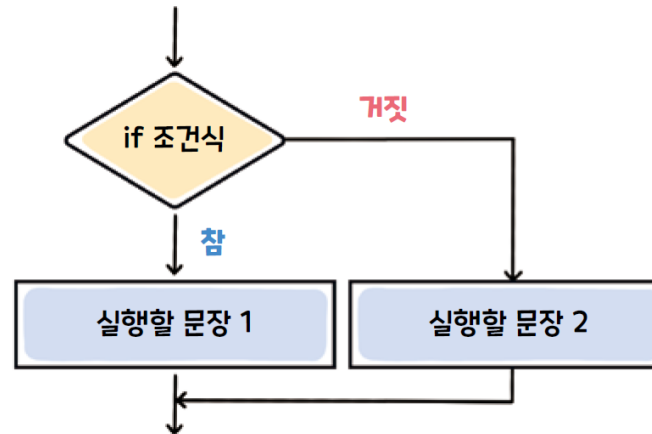 if 조건식
거짓
참
실행할 문장 1
실행할 문장 2